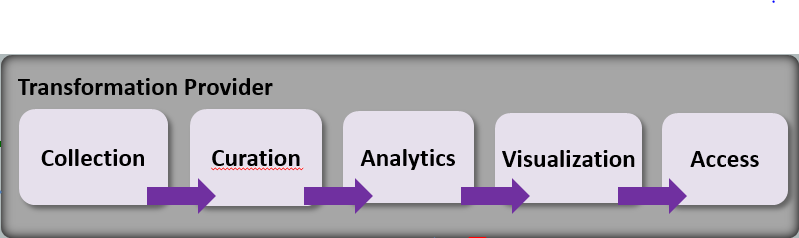 Transformation Provider
Collection
Curation
Analytics
Visualization
Access